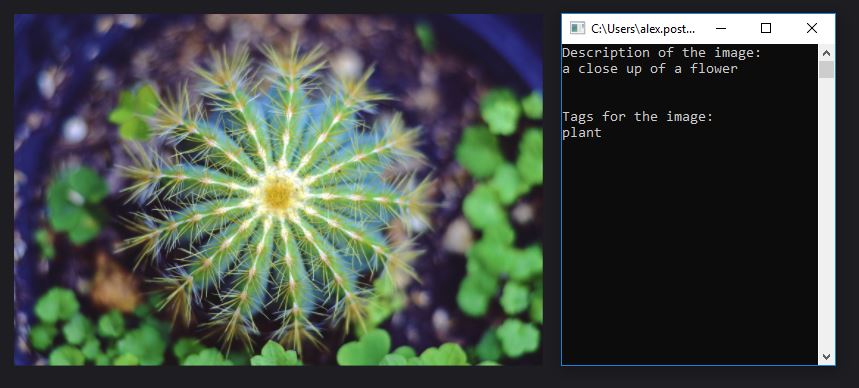 C:\Users\alex.post...
Description of the image:
a close up of a flower
Tags for the image:
plant